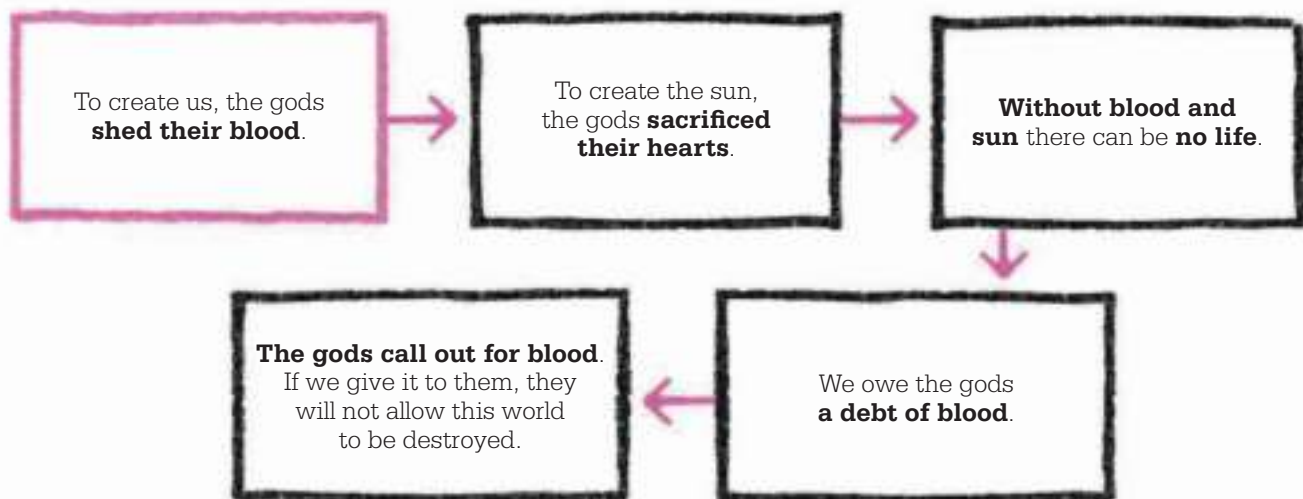 To create us, the gods
shed their blood.
To create the sun,
the gods sacrificed
their hearts.
Without blood and
sun there can be no life.
We owe the gods
a debt of blood.
The gods call out for blood.
If we give it to them, they
will not allow this world
to be destroyed.